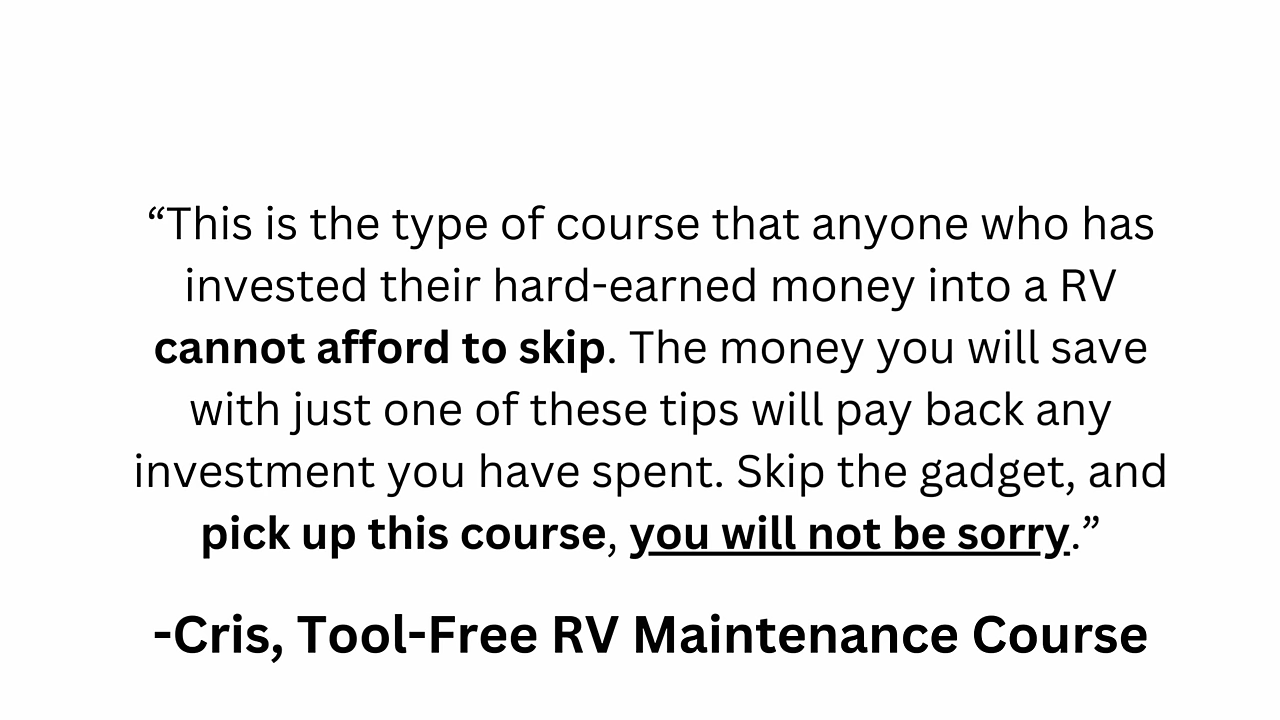 “This is the type of course that anyone who has
invested their hard-earned money into a RV
cannot afford to skip. The money you will save
with just one of these tips will pay back any
investment you have spent. Skip the gadget, and
pick up this course, you will not be sorry.”
-Cris, Tool-Free RV Maintenance Course